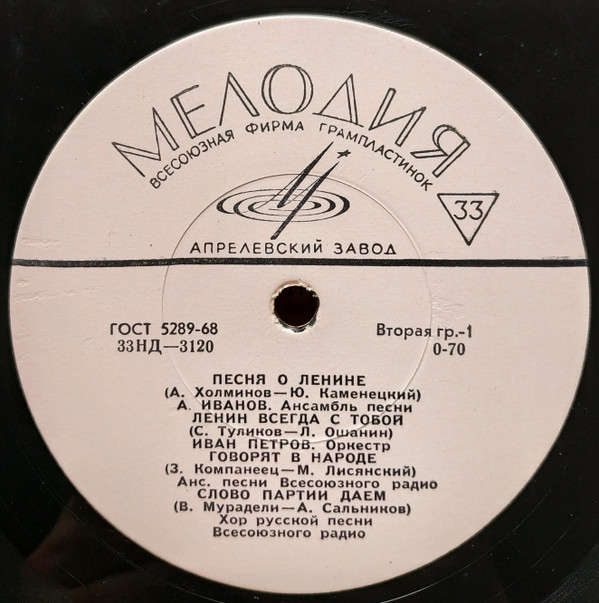 МЕЛОДИЯ
ВСЕСОЮЗНАЯ ФИРМА ГРАМПЛАСТИНОК
33
АПРЕЛЕВСКИЙ ЗАВОД
ГОСТ 5289-68
Вторая гр.-1
33НД—3120
0-70
ПЕСНЯ О ЛЕНИНЕ
(А. Холминов—Ю. Каменецкий)
А. ИВАНОВ. Ансамбль песни
ЛЕНИН ВСЕГДА С ТОБОЙ
(С. Туликов—Л. Ошанин)
ИВАН ПЕТРОВ. Оркестр
ГОВОРЯТ В НАРОДЕ
(З. Компанеец—М. Лисянский)
Анс. песни Всесоюзного радио
СЛОВО ПАРТИИ ДАЕМ
(В. Мурадели—А. Сальников)
Хор русской песни
Всесоюзного радио